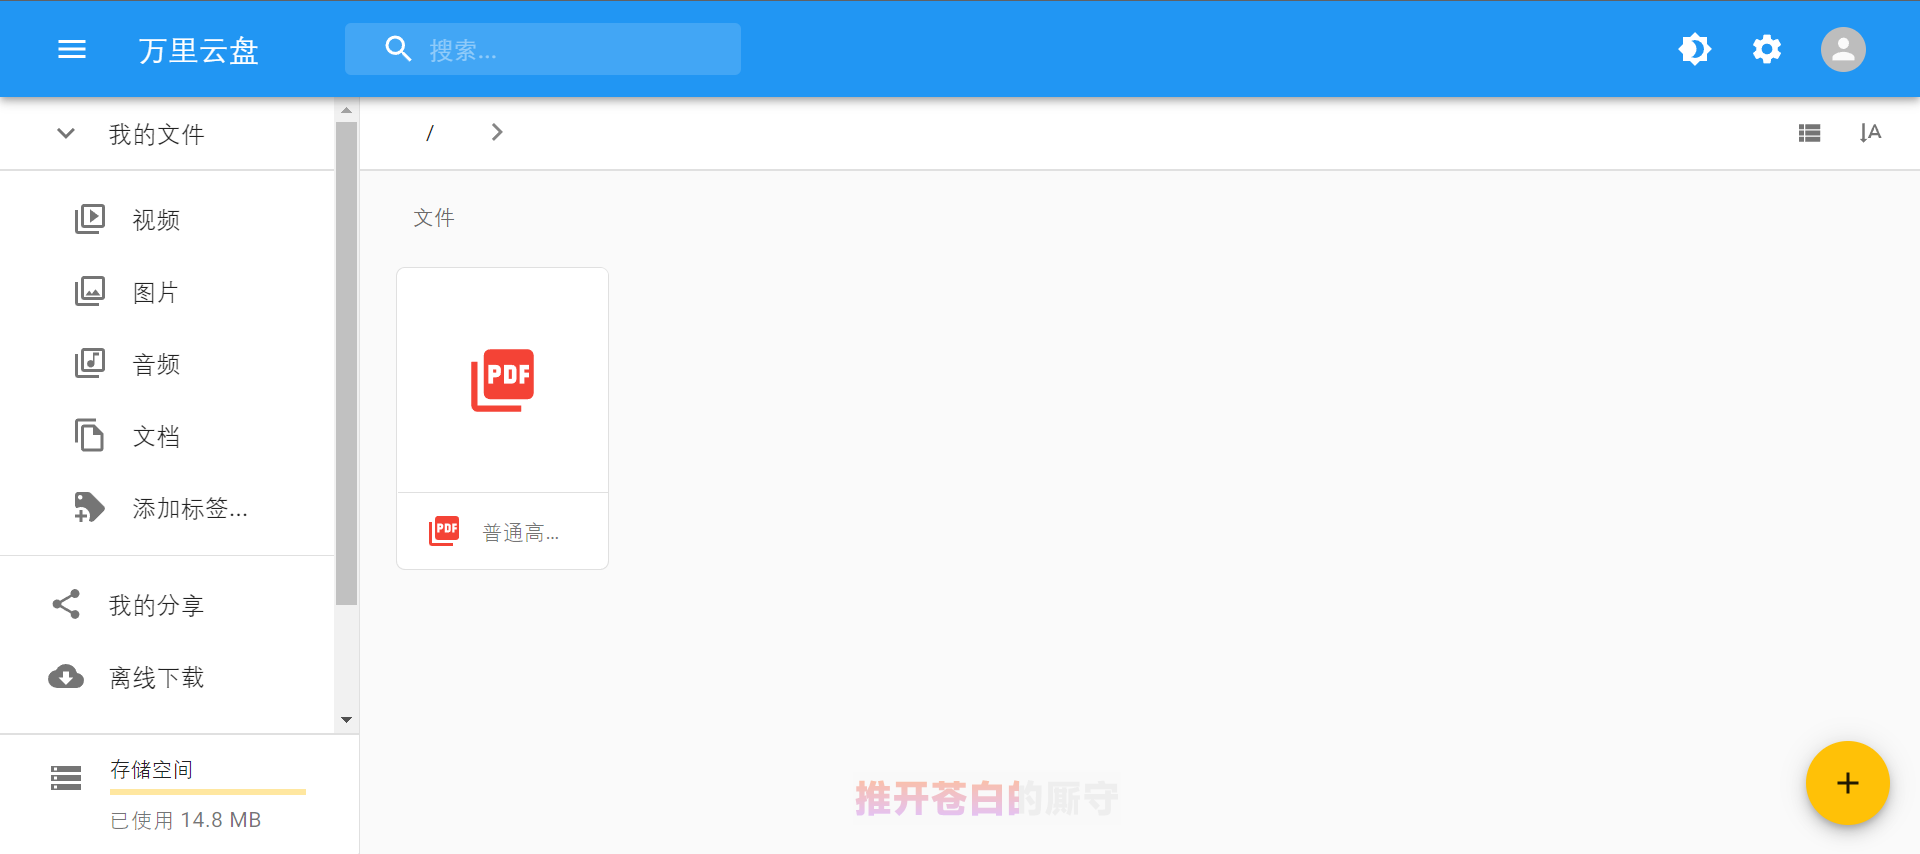 万里云盘
搜索...
我的文件
/
A
视频
图片
音频
文档
添加标签...
我的分享
离线下载
存储空间
已使用 14.8 MB
文件
PDF
PDF
普通高...
推开苍白的厮守